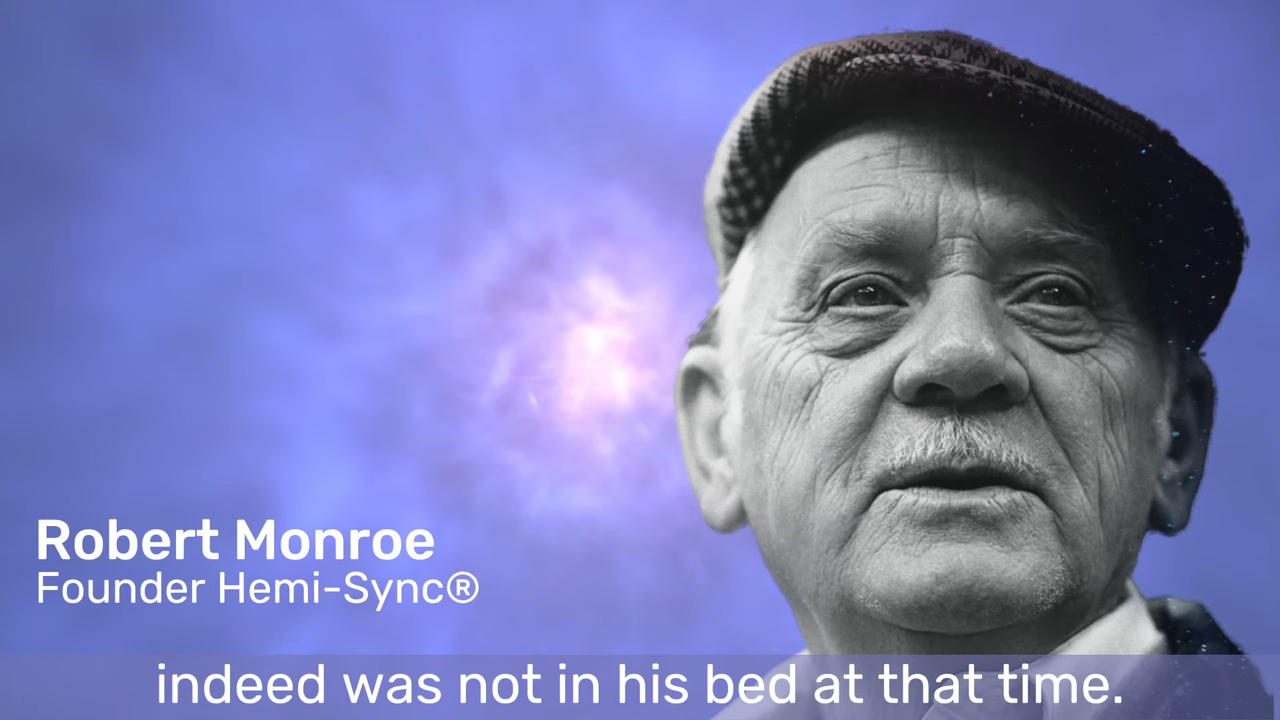 Robert Monroe
Founder Hemi-Sync®
indeed was not in his bed at that time.